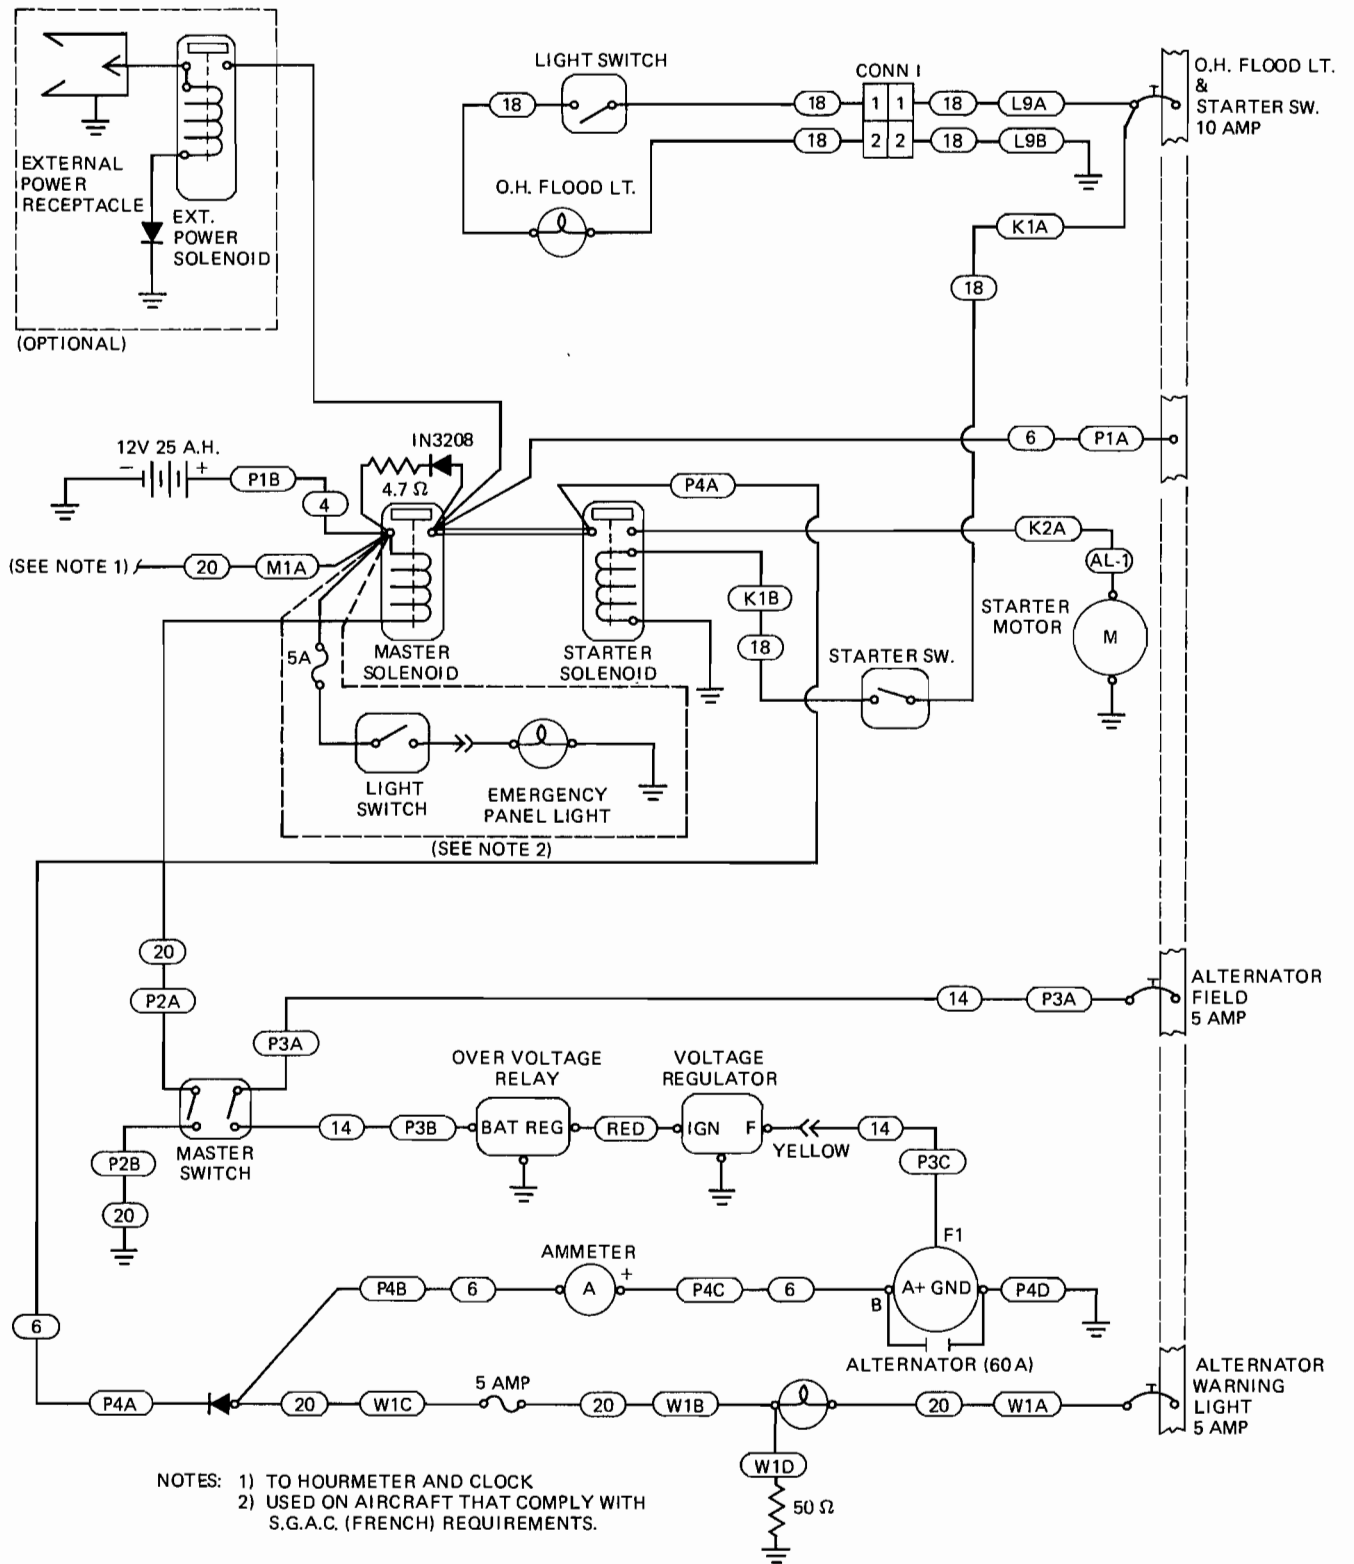 LIGHT SWITCH
CONN 1
O.H. FLOOD LT.
&
STARTER SW.
10 AMP
18
18
1
1
18
L9A
18
2
2
18
L9B
EXTERNAL
POWER
RECEPTACLE
EXT.
POWER
SOLENOID
(OPTIONAL)
O.H. FLOOD LT.
K1A
18
12V 25 A.H.
- +
P1B
4
IN3208
4.7 Ω
6
P1A
P4A
(SEE NOTE 1)
20
M1A
K2A
AL-1
STARTER
MOTOR
M
K1B
18
5A
MASTER
SOLENOID
STARTER
SOLENOID
STARTER SW.
LIGHT
SWITCH
EMERGENCY
PANEL LIGHT
(SEE NOTE 2)
20
P2A
14
P3A
ALTERNATOR
FIELD
5 AMP
P3A
OVER VOLTAGE
RELAY
VOLTAGE
REGULATOR
14
P3B
BAT REG
RED
IGN F
YELLOW
14
P3C
MASTER
SWITCH
P2B
20
AMMETER
F1
P4B
6
A
+
P4C
6
B
A+ GND
P4D
ALTERNATOR (60A)
6
P4A
20
W1C
5 AMP
20
W1B
20
W1A
ALTERNATOR
WARNING
LIGHT
5 AMP
W1D
50 Ω
NOTES: 1) TO HOURMETER AND CLOCK
2) USED ON AIRCRAFT THAT COMPLY WITH
S.G.A.C. (FRENCH) REQUIREMENTS.